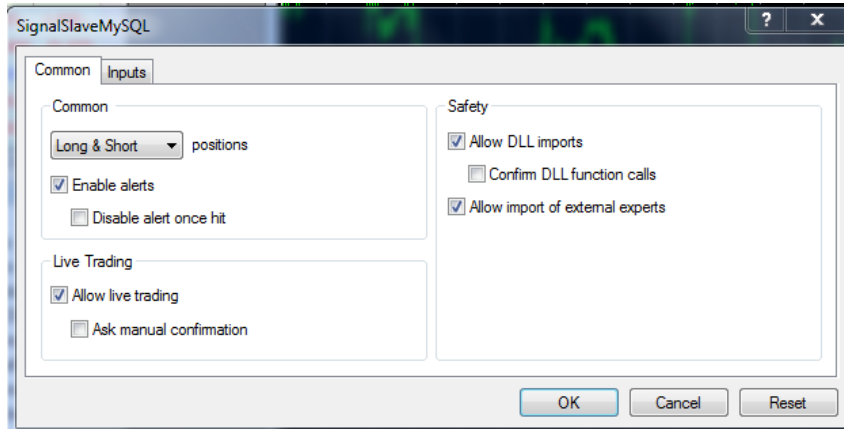 SignalSlaveMySQL
Common Inputs
Common
Long & Short positions
Enable alerts
Disable alert once hit
Live Trading
Allow live trading
Ask manual confirmation
Safety
Allow DLL imports
Confirm DLL function calls
Allow import of external experts
OK Cancel Reset